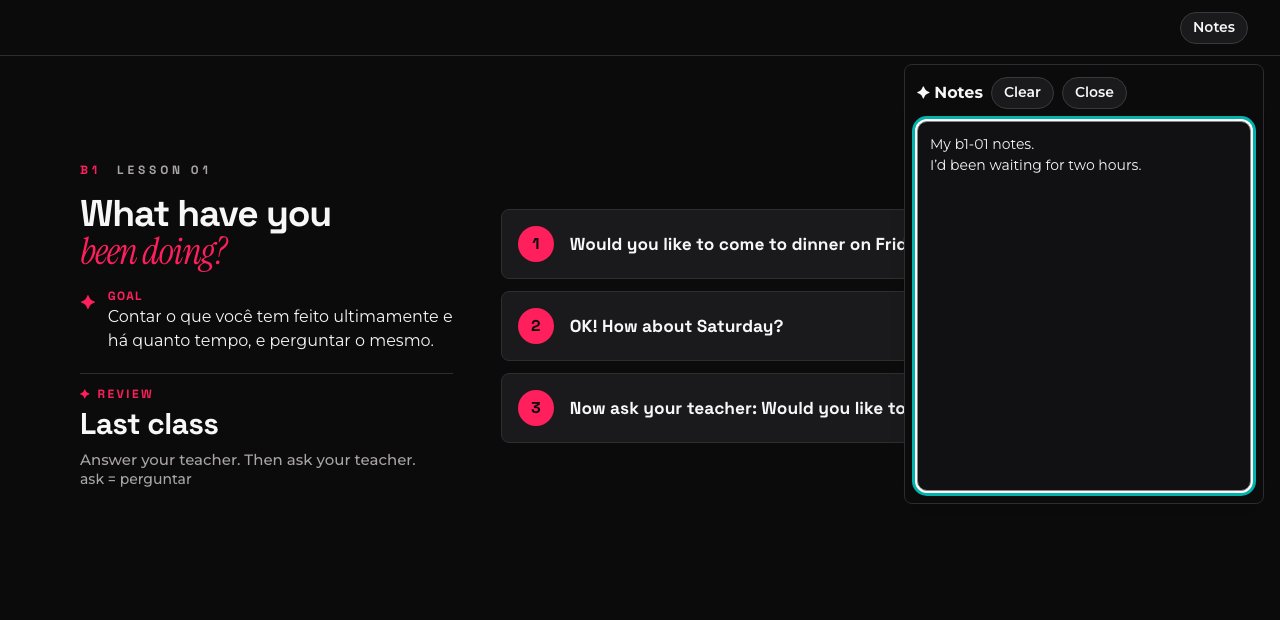 Notes
B1 LESSON 01
What have you
been doing?
GOAL
Contar o que você tem feito ultimamente e
há quanto tempo, e perguntar o mesmo.
REVIEW
Last class
Answer your teacher. Then ask your teacher.
ask = perguntar
1 Would you like to come to dinner on
2 OK! How about Saturday?
3 Now ask your teacher: Would you like to
Notes Clear Close
My b1-01 notes.
I'd been waiting for two hours.